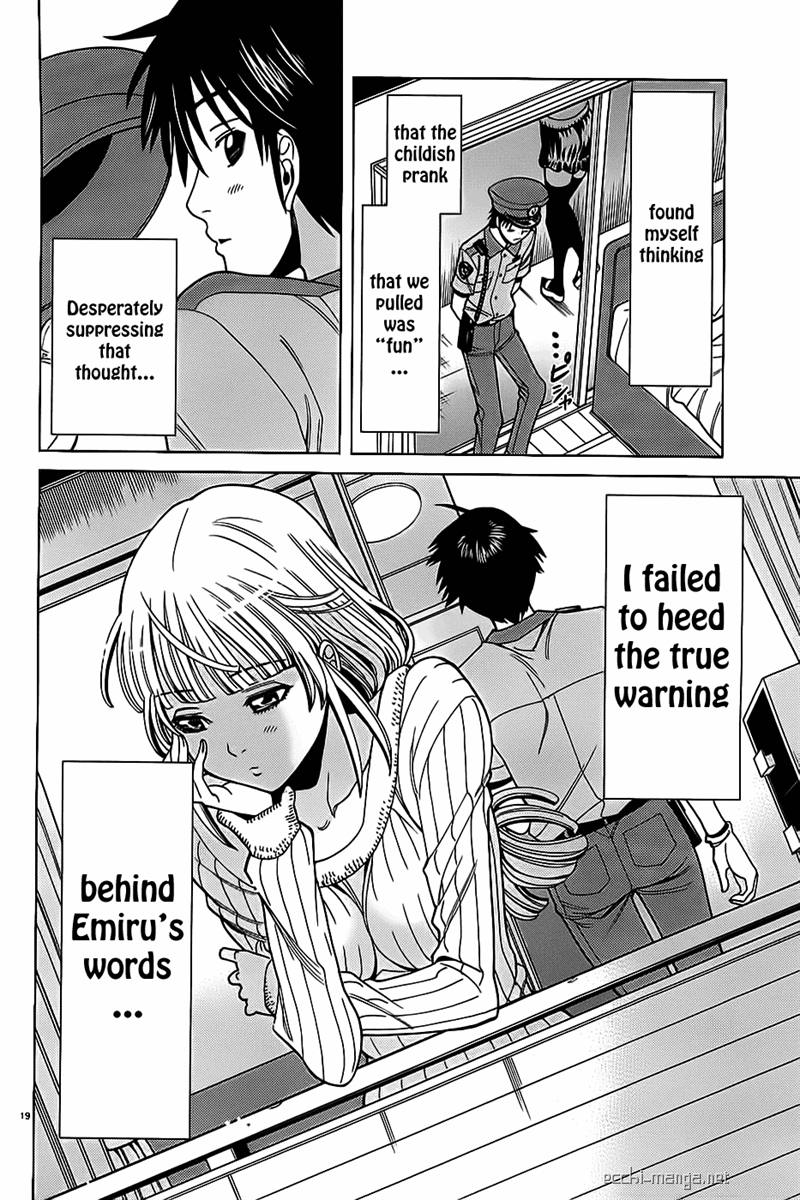 found
myself
thinking
that the
childish
prank
that we
pulled
was
“fun”
...
...ピシャ
Desperately
suppressing
that
thought...
I failed
to heed
the true
warning
behind
Emiru's
words
...
19
ecchi-manga.net